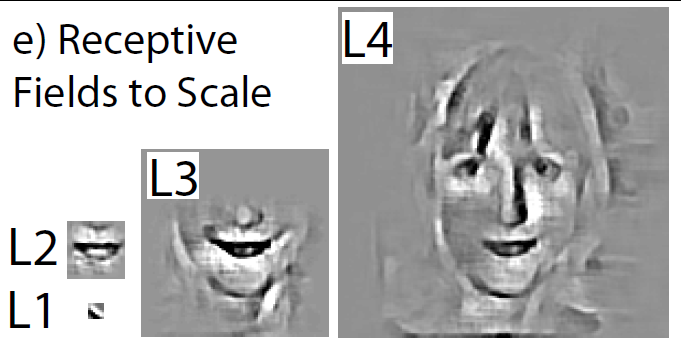 e) Receptive
Fields to Scale
L4
L3
L2
L1